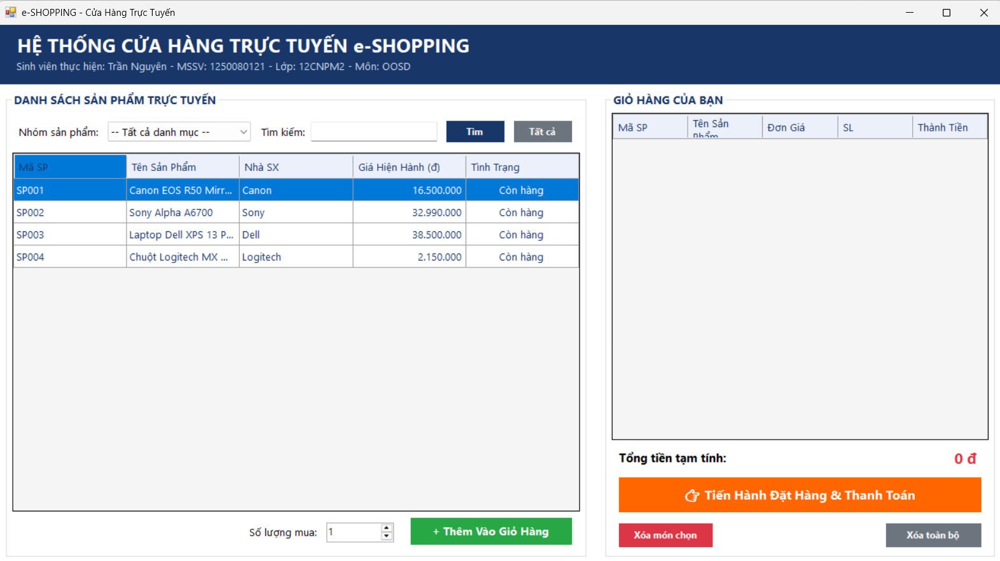 e-SHOPPING - Cửa Hàng Trực Tuyến
HỆ THỐNG CỬA HÀNG TRỰC TUYẾN e-SHOPPING
Sinh viên thực hiện: Trần Nguyên - MSSV: 1250080121 - Lớp: 12CNPM2 - Môn: OOSD
DANH SÁCH SẢN PHẨM TRỰC TUYẾN
Nhóm sản phẩm: -- Tất cả danh mục -- Tìm kiếm: Tìm Tất cả
Mã SP Tên Sản Phẩm Nhà SX Giá Hiện Hành (đ) Tình Trạng
SP001 Canon EOS R50 Mirr... Canon 16.500.000 Còn hàng
SP002 Sony Alpha A6700 Sony 32.990.000 Còn hàng
SP003 Laptop Dell XPS 13 P... Dell 38.500.000 Còn hàng
SP004 Chuột Logitech MX ... Logitech 2.150.000 Còn hàng
Số lượng mua: 1 + Thêm Vào Giỏ Hàng
GIỎ HÀNG CỦA BẠN
Mã SP Tên Sản Phẩm Đơn Giá SL Thành Tiền
Tổng tiền tạm tính: 0 đ
Tiến Hành Đặt Hàng & Thanh Toán
Xóa món chọn Xóa toàn bộ